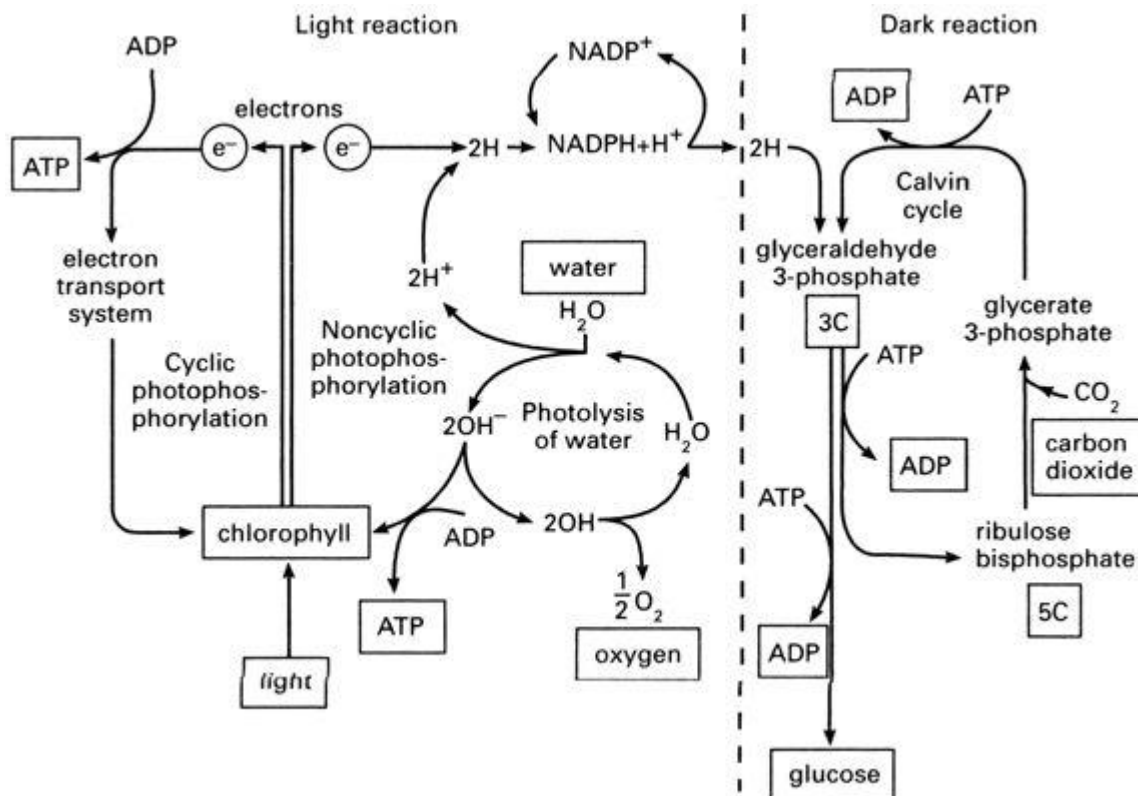 Light reaction
Dark reaction
ADP
NADP+
ADP
ATP
electrons
ATP
e−
e−
2H
NADPH+H+
2H
Calvin
cycle
electron
transport
system
2H+
water
H2O
glyceraldehyde
3-phosphate
3C
glycerate
3-phosphate
Cyclic
photophos-
phorylation
Noncyclic
photophos-
phorylation
ATP
CO2
carbon
dioxide
2OH−
Photolysis
of water
H2O
ADP
ATP
chlorophyll
ADP
2OH
ribulose
bisphosphate
5C
ATP
1/2 O2
oxygen
ADP
light
glucose